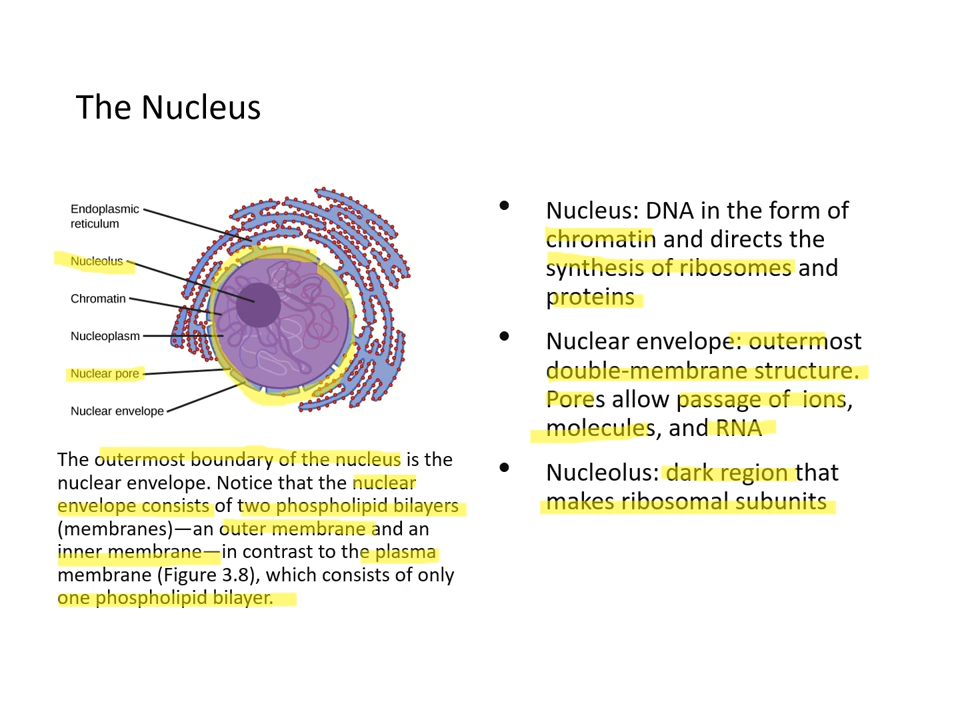 The Nucleus
Endoplasmic
reticulum
Nucleolus
Chromatin
Nucleoplasm
Nuclear pore
Nuclear envelope
The outermost boundary of the nucleus is the
nuclear envelope. Notice that the nuclear
envelope consists of two phospholipid bilayers
(membranes)—an outer membrane and an
inner membrane—in contrast to the plasma
membrane (Figure 3.8), which consists of only
one phospholipid bilayer.
• Nucleus: DNA in the form of
chromatin and directs the
synthesis of ribosomes and
proteins
• Nuclear envelope: outermost
double-membrane structure.
Pores allow passage of  ions,
molecules, and RNA
• Nucleolus: dark region that
makes ribosomal subunits